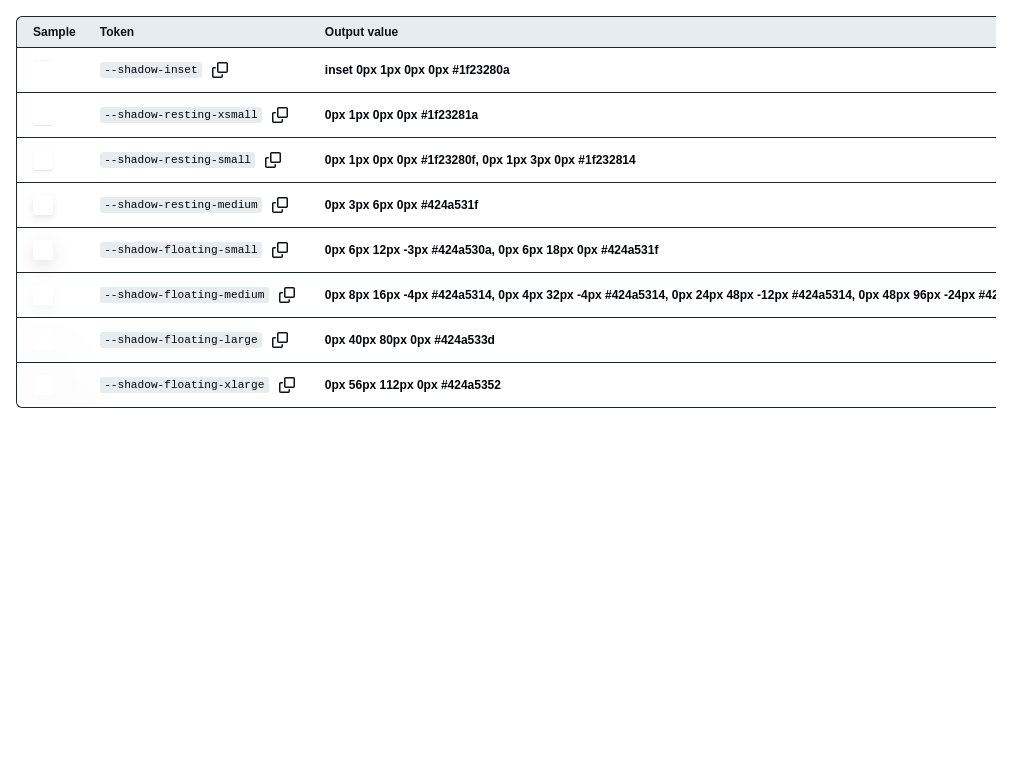 Sample Token Output value
--shadow-inset inset 0px 1px 0px 0px #1f23280a
--shadow-resting-xsmall 0px 1px 0px 0px #1f23281a
--shadow-resting-small 0px 1px 0px 0px #1f23280f, 0px 1px 3px 0px #1f232814
--shadow-resting-medium 0px 3px 6px 0px #424a531f
--shadow-floating-small 0px 6px 12px -3px #424a530a, 0px 6px 18px 0px #424a531f
--shadow-floating-medium 0px 8px 16px -4px #424a5314, 0px 4px 32px -4px #424a5314, 0px 24px 48px -12px #424a5314, 0px 48px 96px -24px #42
--shadow-floating-large 0px 40px 80px 0px #424a533d
--shadow-floating-xlarge 0px 56px 112px 0px #424a5352